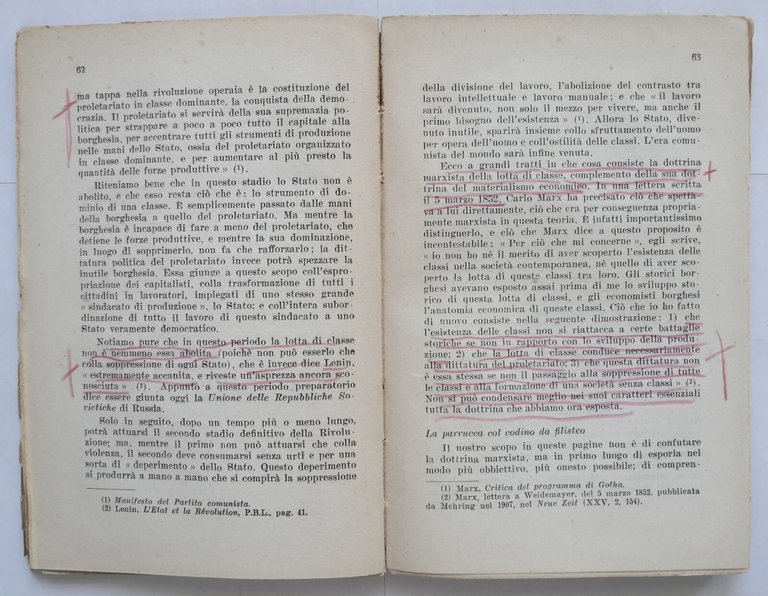 62
ma tappa nella rivoluzione operaia è la costituzione del
proletariato in classe dominante, la conquista della demo-
crazia. Il proletariato si servirà della sua supremazia po-
litica per strappare a poco a poco tutto il capitale alla
borghesia, per accentrare tutti gli strumenti di produzione
nelle mani dello Stato, ossia del proletariato organizzato
in classe dominante, e per aumentare al più presto la
quantità delle forze produttive » (¹).
Riteniamo bene che in questo stadio lo Stato non è
abolito, e che esso resta ciò che è: lo strumento di do-
minio di una classe. È semplicemente passato dalle mani
della borghesia a quello del proletariato. Ma mentre la
borghesia è incapace di fare a meno del proletariato, che
detiene le forze produttive, e mentre la sua dominazione,
in luogo di sopprimerlo, non fa che rafforzarlo; la dit-
tatura politica del proletariato invece potrà spezzare la
inutile borghesia. Essa giunge a questo scopo coll'espro-
priazione dei capitalisti, colla trasformazione di tutti i
cittadini in lavoratori, impiegati di uno stesso grande
« sindacato di produzione », lo Stato; e coll'intera subor-
dinazione di tutto il lavoro di questo sindacato a uno
Stato veramente democratico.
Notiamo pure che in questo periodo la lotta di classe
non è nemmeno essa abolita (poichè non può esserlo che
colla soppressione di ogni Stato), che è invece dice Lenin,
« estremamente accanita, e riveste un'asprezza ancora sco-
nosciuta » (²). Appunto a questo periodo preparatorio
si dice essere giunta oggi la Unione delle Repubbliche So-
vietiche di Russia.
Solo in seguito, dopo un tempo più o meno lungo,
potrà attuarsi il second stadio definitivo della Rivolu-
zione; ma, mentre il primo non può attuarsi che colla
violenza, il secondo deve consumarsi senza urti e per una
sorta di « deperimento » dello Stato. Questo deperimento
si produrrà a mano a mano che si compirà la soppressione
(1) Manifesto del Partito comunista.
(2) Lenin, L'Etat et la Révolution, P.B.L., pag. 41.
63
della divisione del lavoro, l'abolizione del contrasto tra
lavoro intellettuale e lavoro manuale; e che « il lavoro
sarà divenuto, non solo il mezzo per vivere, ma anche il
primo bisogno dell'esistenza » (¹). Allora lo Stato, dive-
nuto inutile, sparirà insieme collo sfruttamento dell'uomo
per opera dell'uomo e coll'ostilità delle classi. L'era comu-
nista del mondo sarà infine venuta.
Ecco a grandi tratti in che cosa consiste la dottrina
marxista della lotta di classe, complemento della sua dot-
trina del materialismo economico. In una lettera scritta
il 5 marzo 1852, Carlo Marx ha precisato ciò che spetta-
va a lui direttamente, ciò che era per conseguenza propria-
mente marxista in questa teoria. E infatti importantissimo
distinguerlo, e ciò che Marx dice a questo proposito è
incontestabile: « Per ciò che mi concerne », egli scrive,
« io non ho nè il merito di aver scoperto l'esistenza delle
classi nella società contemporanea, nè quello di aver sco-
perto la lotta di queste classi tra loro. Gli storici bor-
ghesi avevano esposto assai prima di me lo sviluppo sto-
rico di questa lotta di classi, e gli economisti borghesi
l'anatomia economica di queste classi. Ciò che io ho fatto
di nuovo consiste nella seguente dimostrazione: 1) che
l'esistenza delle classi non si riattacca a certe battaglie
storiche se non in rapporto con lo sviluppo della produ-
zione; 2) che la lotta di classe conduce necessariamente
alla dittatura del proletariato; 3) che questa dittatura non
è essa stessa se non il passaggio alla soppressione di tutte
le classi e alla formazione di una società senza classi » (²).
Non si può condensare meglio nei suoi caratteri essenziali
tutta la dottrina che abbiamo ora esposta.
La parrucca col codino da filisteo
Il nostro scopo in queste pagine non è di confutare
la dottrina marxista, ma in primo luogo di esporla nel
modo più obbiettivo, più onesto possibile; di compren-
(1) Marx, Critica del programma di Gotha.
(2) Marx, lettera a Weidemayer, del 5 marzo 1852, pubblicata
da Mehring nel 1907, nel Neue Zeit (XXV. 2, 154).